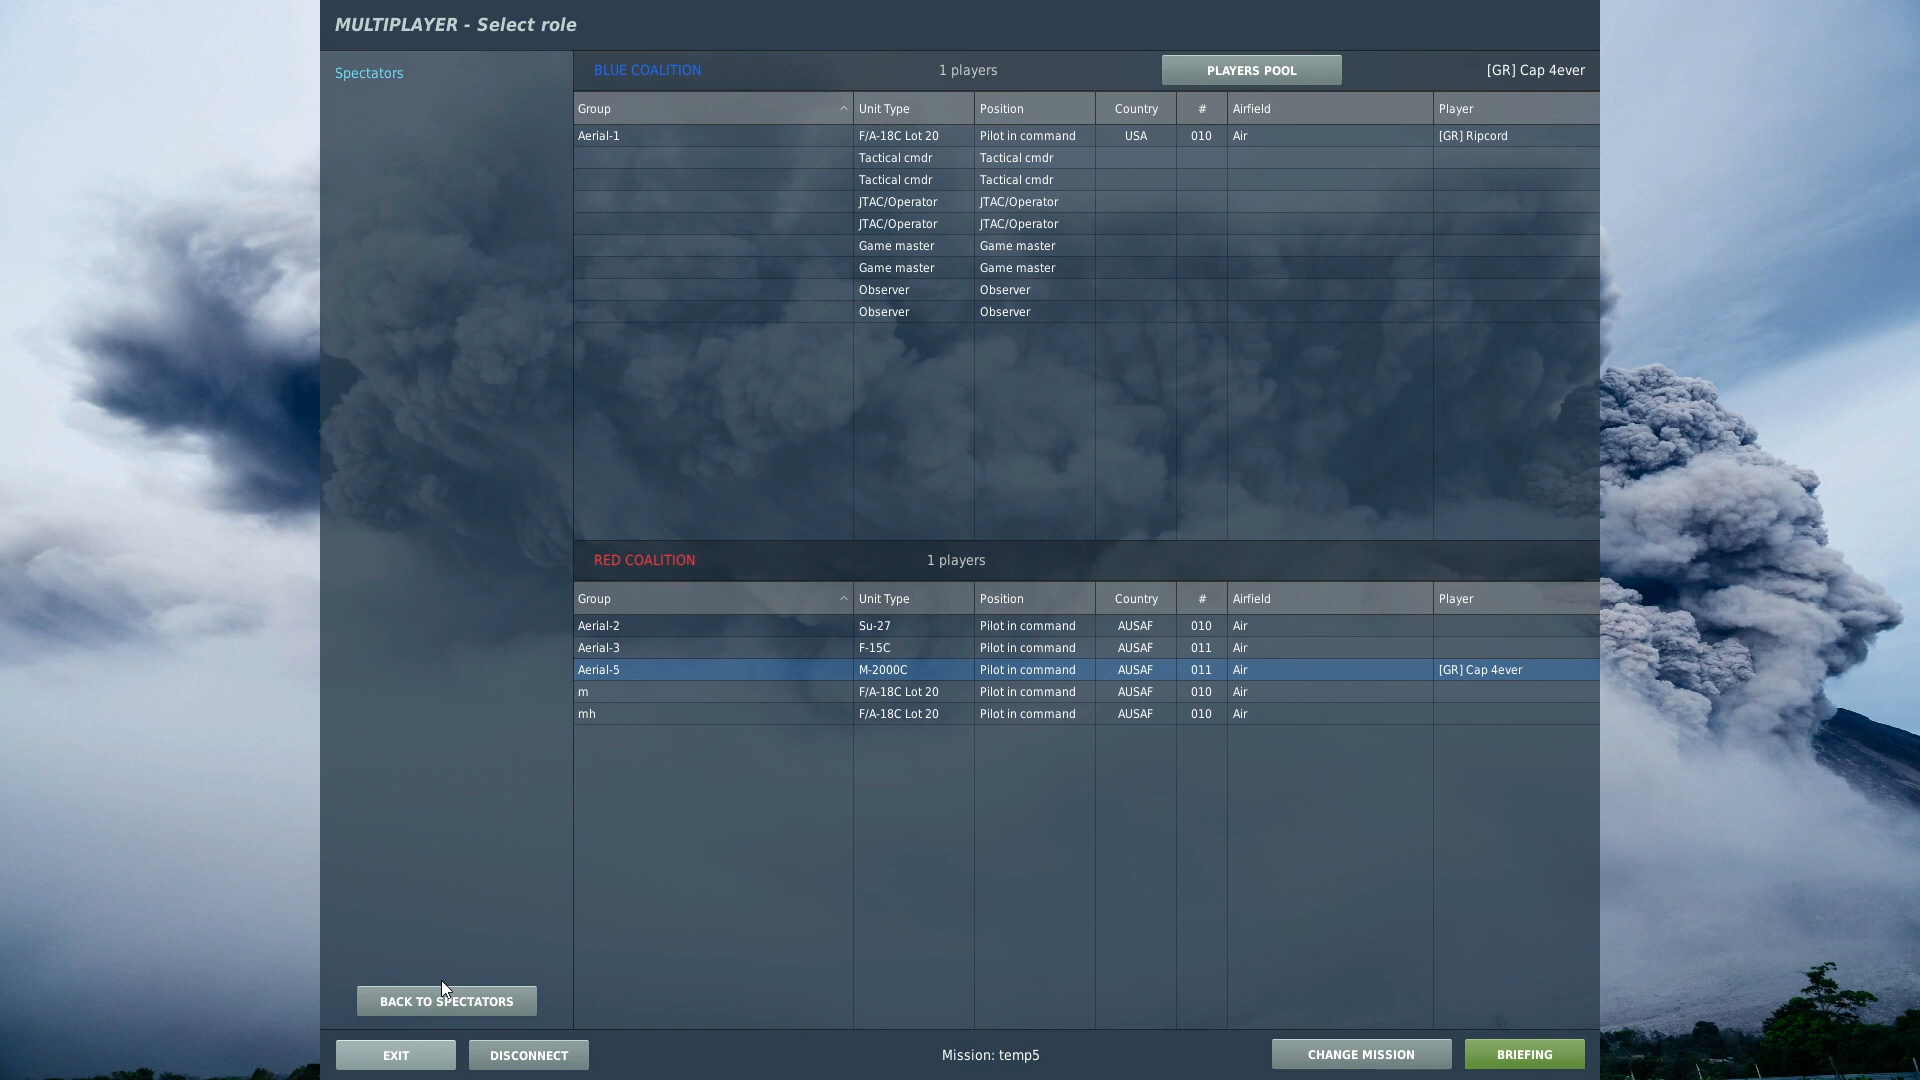 MULTIPLAYER - Select role
Spectators
BLUE COALITION 1 players PLAYERS POOL [GR] Cap 4ever
Group Unit Type Position Country # Airfield Player
Aerial-1 F/A-18C Lot 20 Pilot in command USA 010 Air [GR] Ripcord
Tactical cmdr Tactical cmdr
Tactical cmdr Tactical cmdr
JTAC/Operator JTAC/Operator
JTAC/Operator JTAC/Operator
Game master Game master
Game master Game master
Observer Observer
Observer Observer
RED COALITION 1 players
Group Unit Type Position Country # Airfield Player
Aerial-2 Su-27 Pilot in command AUSAF 010 Air
Aerial-3 F-15C Pilot in command AUSAF 011 Air
Aerial-5 M-2000C Pilot in command AUSAF 011 Air [GR] Cap 4ever
m F/A-18C Lot 20 Pilot in command AUSAF 010 Air
mh F/A-18C Lot 20 Pilot in command AUSAF 010 Air
BACK TO SPECTATORS
EXIT DISCONNECT Mission: temp5 CHANGE MISSION BRIEFING